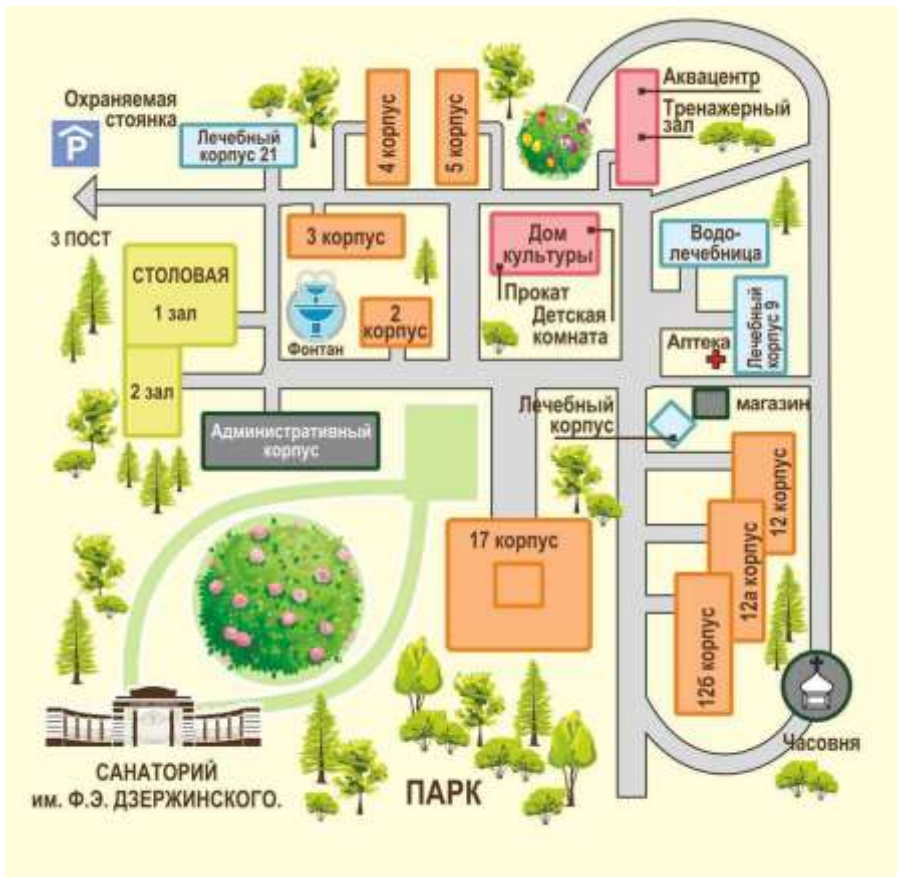 Охраняемая
стоянка
P
Лечебный
корпус 21
4 корпус
5 корпус
Аквацентр
Тренажерный
зал
3 ПОСТ
3 корпус
Дом
культуры
Прокат
Детская
комната
Водо-
лечебница
СТОЛОВАЯ
1 зал
2 зал
Фонтан
2
корпус
Аптека
Лечебный
корпус 9
Административный
корпус
Лечебный
корпус
магазин
17 корпус
12 корпус
12а корпус
12б корпус
Часовня
САНАТОРИЙ
им. Ф.Э. ДЗЕРЖИНСКОГО.
ПАРК